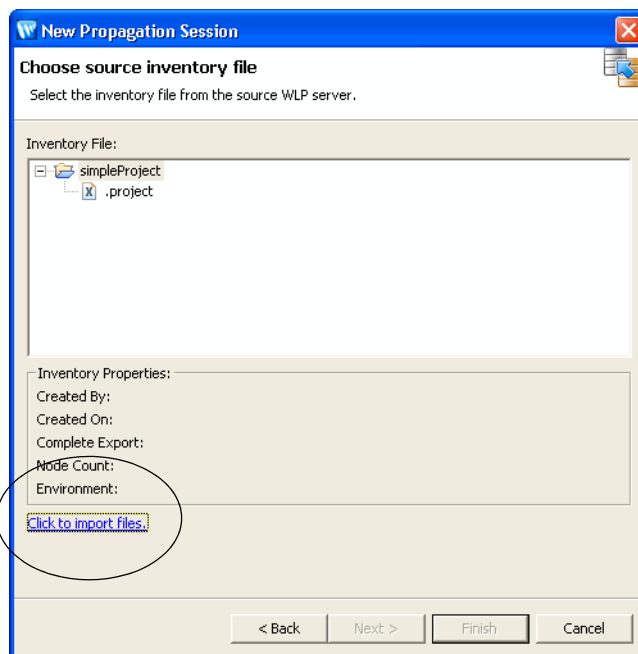 New Propagation Session
Choose source inventory file
Select the inventory file from the source WLP server.
Inventory File:
simpleProject
.project
Inventory Properties:
Created By:
Created On:
Complete Export:
Node Count:
Environment:
Click to import files.
< Back Next > Finish Cancel